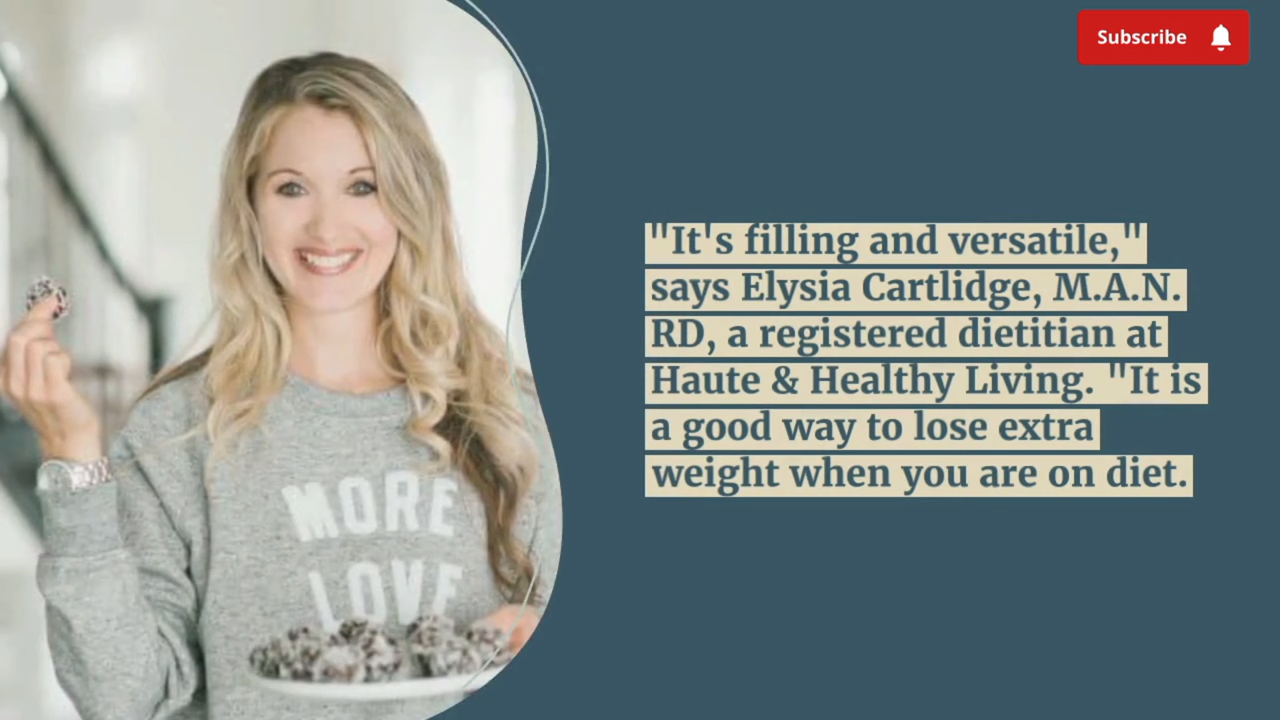 Subscribe
"It's filling and versatile,"
says Elysia Cartlidge, M.A.N.
RD, a registered dietitian at
Haute & Healthy Living. "It is
a good way to lose extra
weight when you are on diet.
MORE
LOVE